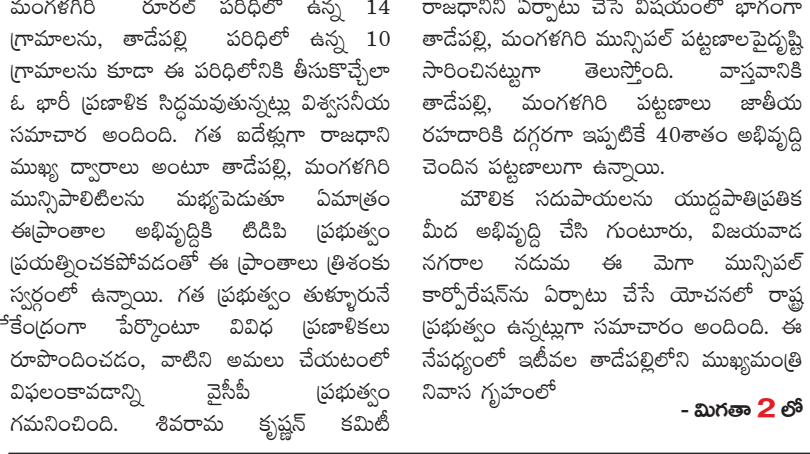 మంగళగిరి రూరల్ పరిధిలో ఉన్న 14
గ్రామాలను, తాడేపల్లి పరిధిలో ఉన్న 10
గ్రామాలను కూడా ఈ పరిధిలోనికి తీసుకొచ్చేలా
ఓ భారీ ప్రణాళిక సిద్ధమవుతున్నట్లు విశ్వసనీయ
సమాచార అందింది. గత ఐదేళ్లుగా రాజధాని
ముఖ్య ద్వారాలు అంటూ తాడేపల్లి, మంగళగిరి
మున్సిపాలిటిలను మభ్యపెడుతూ ఏమాత్రం
ఈప్రాంతాల అభివృద్దికి టిడిపి ప్రభుత్వం
ప్రయత్నించకపోవడంతో ఈ ప్రాంతాలు త్రిశంకు
స్వర్గంలో ఉన్నాయి. గత ప్రభుత్వం తుళ్ళూరునే
కేంద్రంగా పేర్కొంటూ వివిధ ప్రణాళికలు
రూపొందించడం, వాటిని అమలు చేయటంలో
విఫలంకావడాన్ని వైసీపీ ప్రభుత్వం
గమనించింది. శివరామ కృష్ణన్ కమిటీ
రాజధానిని ఏర్పాటు చేసే విషయంలో భాగంగా
తాడేపల్లి, మంగళగిరి మున్సిపల్ పట్టణాలపైదృష్టి
సారించినట్టుగా తెలుస్తోంది. వాస్తవానికి
తాడేపల్లి, మంగళగిరి పట్టణాలు జాతీయ
రహదారికి దగ్గరగా ఇప్పటికే 40శాతం అభివృద్ది
చెందిన పట్టణాలుగా ఉన్నాయి.
మౌలిక సదుపాయలను యుద్దపాతిప్రతిక
మీద అభివృద్ది చేసి గుంటూరు, విజయవాడ
నగరాల నడుమ ఈ మెగా మున్సిపల్
కార్పోరేషన్‌ను ఏర్పాటు చేసే యోచనలో రాష్ట్ర
ప్రభుత్వం ఉన్నట్లుగా సమాచారం అందింది. ఈ
నేపధ్యంలో ఇటీవల తాడేపల్లిలోని ముఖ్యమంత్రి
నివాస గృహంలో
- మిగతా 2 లో